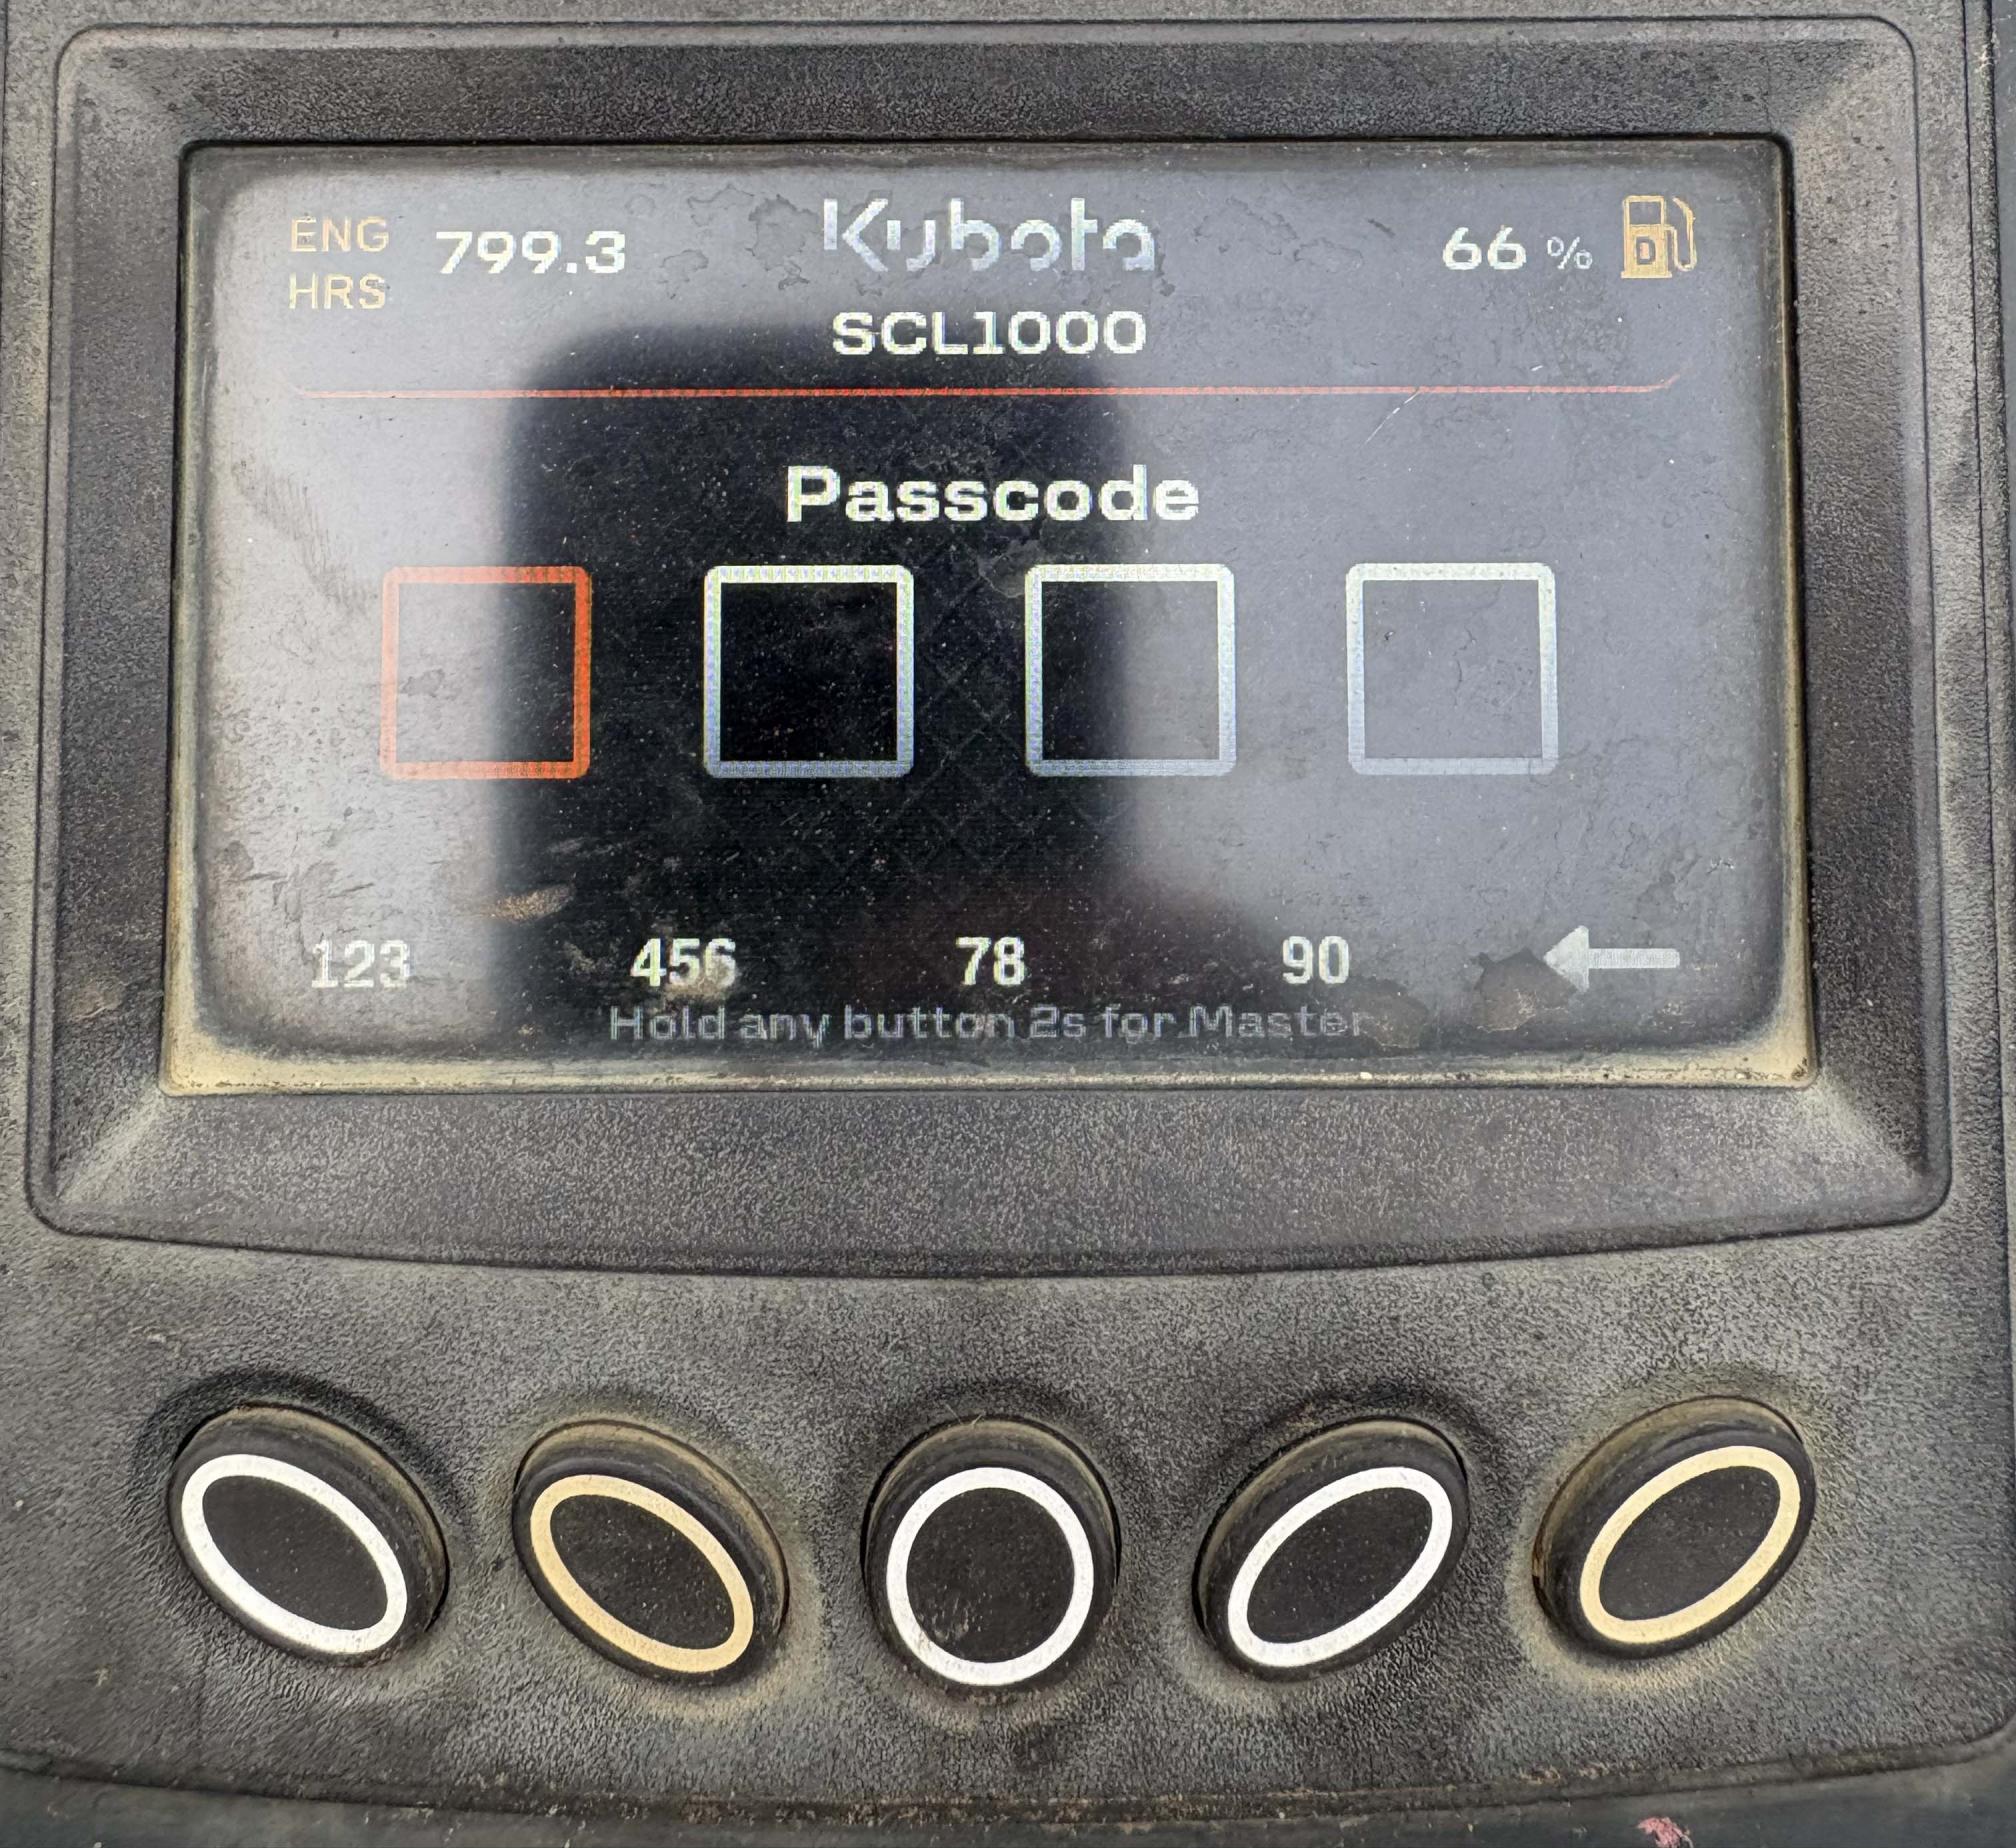 ENG HRS 799.3
Kubota
66 %
D
SCL1000
Passcode
123 456 78 90
Hold any button 2s for Master